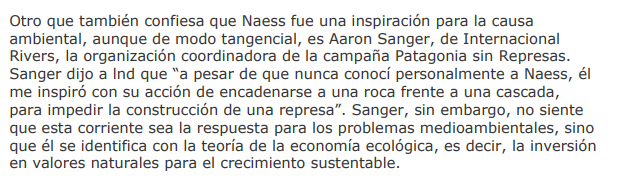 Otro que también confiesa que Naess fue una inspiración para la causa
ambiental, aunque de modo tangencial, es Aaron Sanger, de Internacional
Rivers, la organización coordinadora de la campaña Patagonia sin Represas.
Sanger dijo a lnd que “a pesar de que nunca conocí personalmente a Naess, él
me inspiró con su acción de encadenarse a una roca frente a una cascada,
para impedir la construcción de una represa”. Sanger, sin embargo, no siente
que esta corriente sea la respuesta para los problemas medioambientales, sino
que él se identifica con la teoría de la economía ecológica, es decir, la inversión
en valores naturales para el crecimiento sustentable.